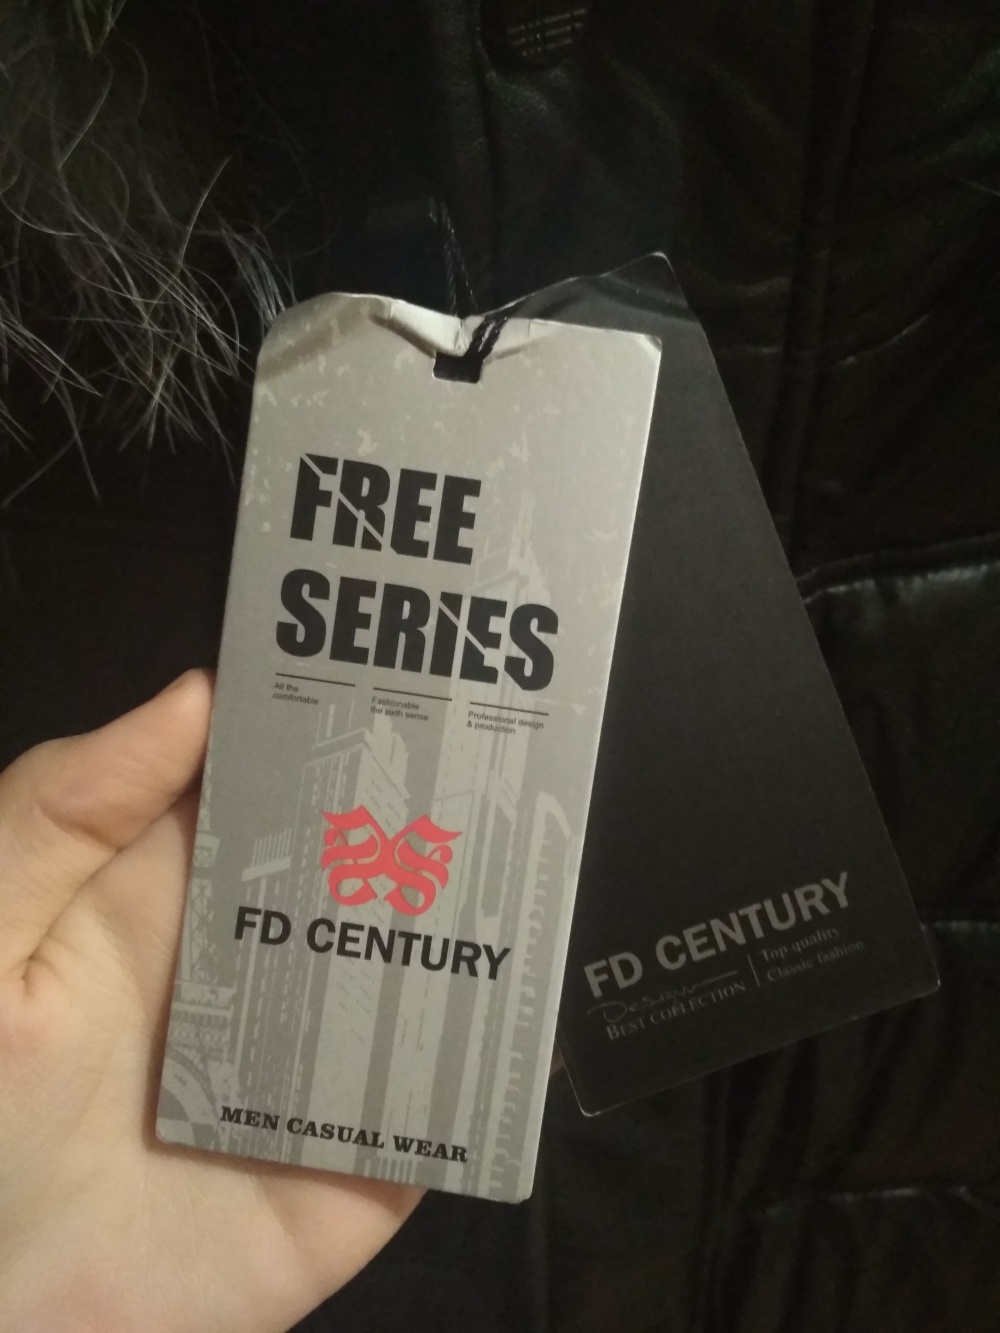 FREE
SERIES
All the
comfortable
Fashionable
the sixth sense
Professional design
& production
FD CENTURY
MEN CASUAL WEAR
FD CENTURY
Design
BEST COLLECTION
Top quality
Classic fashion